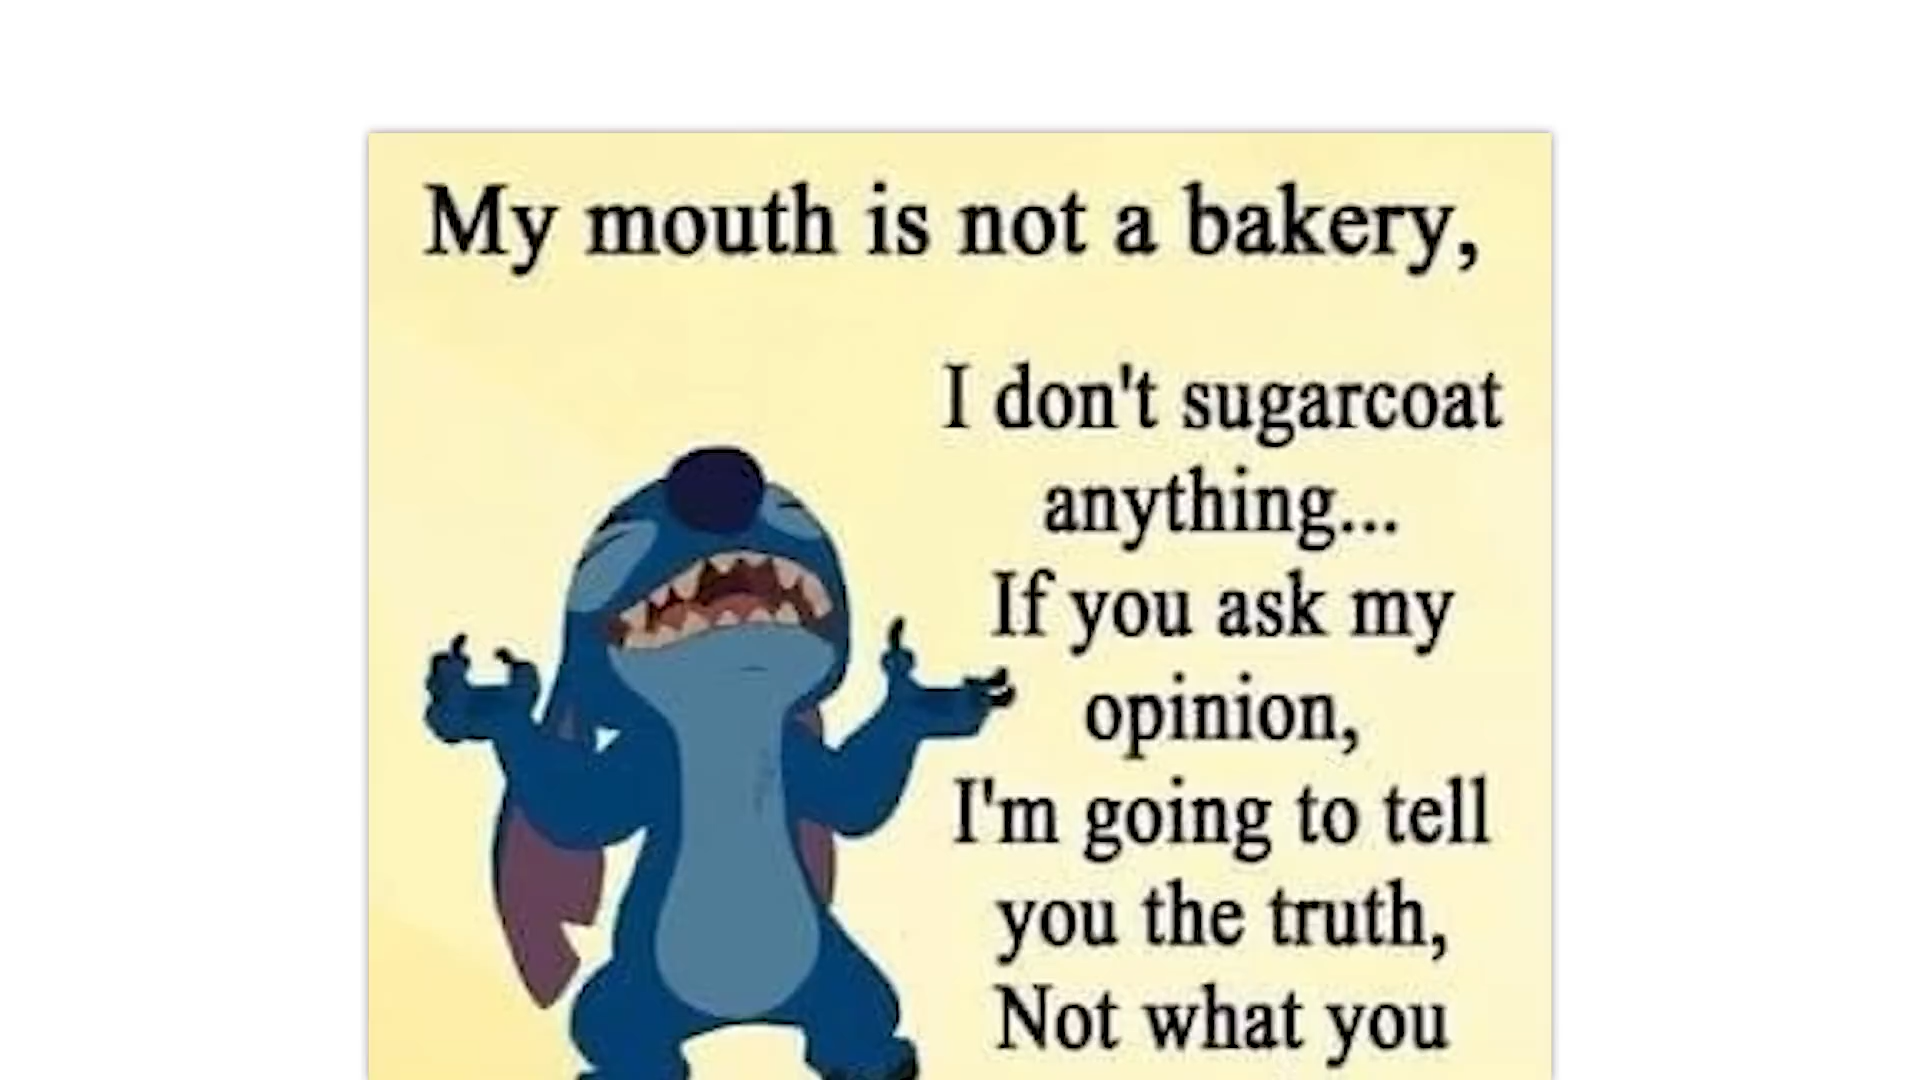 My mouth is not a bakery,
I don't sugarcoat
anything...
If you ask my
opinion,
I'm going to tell
you the truth,
Not what you